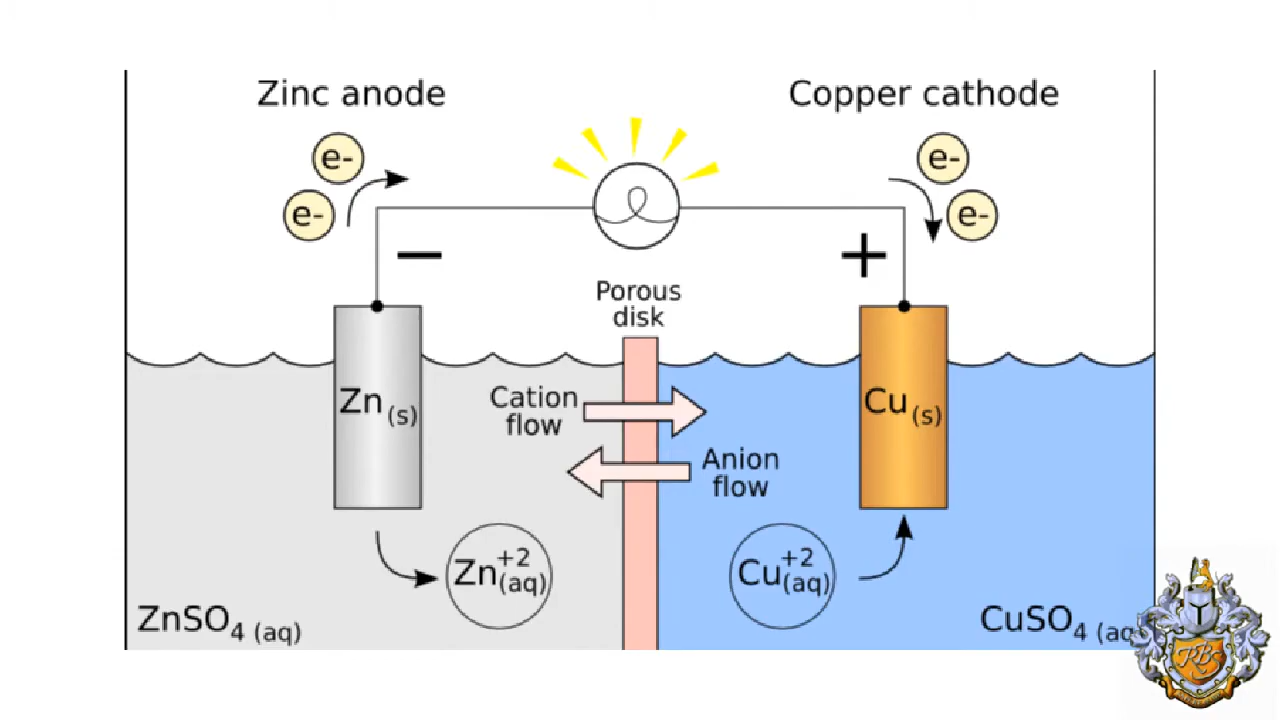 Zinc anode
Copper cathode
e-
e-
e-
e-
−
+
Porous
disk
Zn(s)
Cu(s)
Cation
flow
Anion
flow
Zn+2(aq)
Cu+2(aq)
ZnSO4 (aq)
CuSO4 (aq
RB